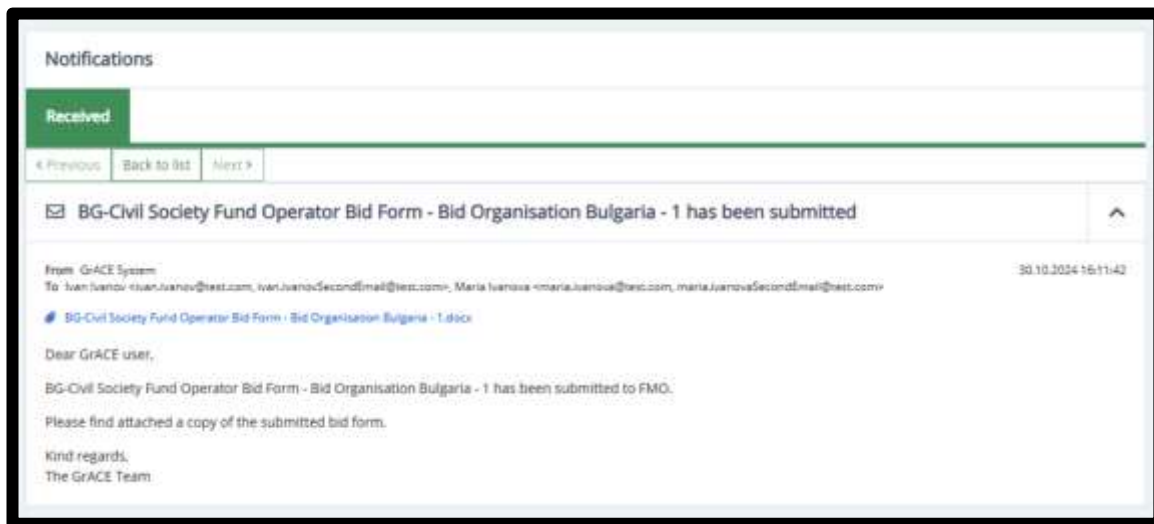 Notifications
Received
Previous Back to list Next
BG-Civil Society Fund Operator Bid Form - Bid Organisation Bulgaria - 1 has been submitted
From GrACE System 30.10.2024 16:11:42
To Ivan Ivanov <ivan.ivanov@test.com, ivan.ivanovSecondEmail@test.com>, Maria Ivanova <maria.ivanova@test.com, maria.ivanovaSecondEmail@test.com>
BG-Civil Society Fund Operator Bid Form - Bid Organisation Bulgaria - 1.docx
Dear GrACE user,
BG-Civil Society Fund Operator Bid Form - Bid Organisation Bulgaria - 1 has been submitted to FMO.
Please find attached a copy of the submitted bid form.
Kind regards,
The GrACE Team